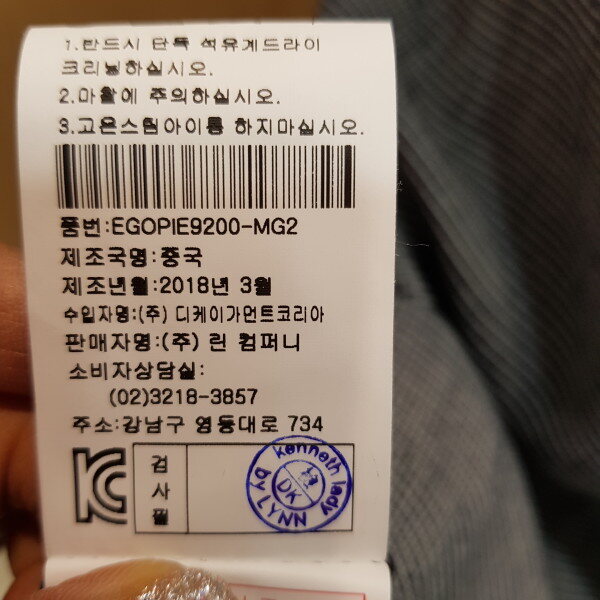 1.반드시 단독 석유계드라이
크리닝하십시오.
2.마찰에 주의하십시오.
3.고온스팀아이롱 하지마십시오.
품번:EGOPIE9200-MG2
제조국명:중국
제조년월:2018년 3월
수입자명:(주) 디케이가먼트코리아
판매자명:(주) 린 컴퍼니
소비자상담실:
(02)3218-3857
주소:강남구 영동대로 734
검
사
필
kenneth lady
DK
by LYNN